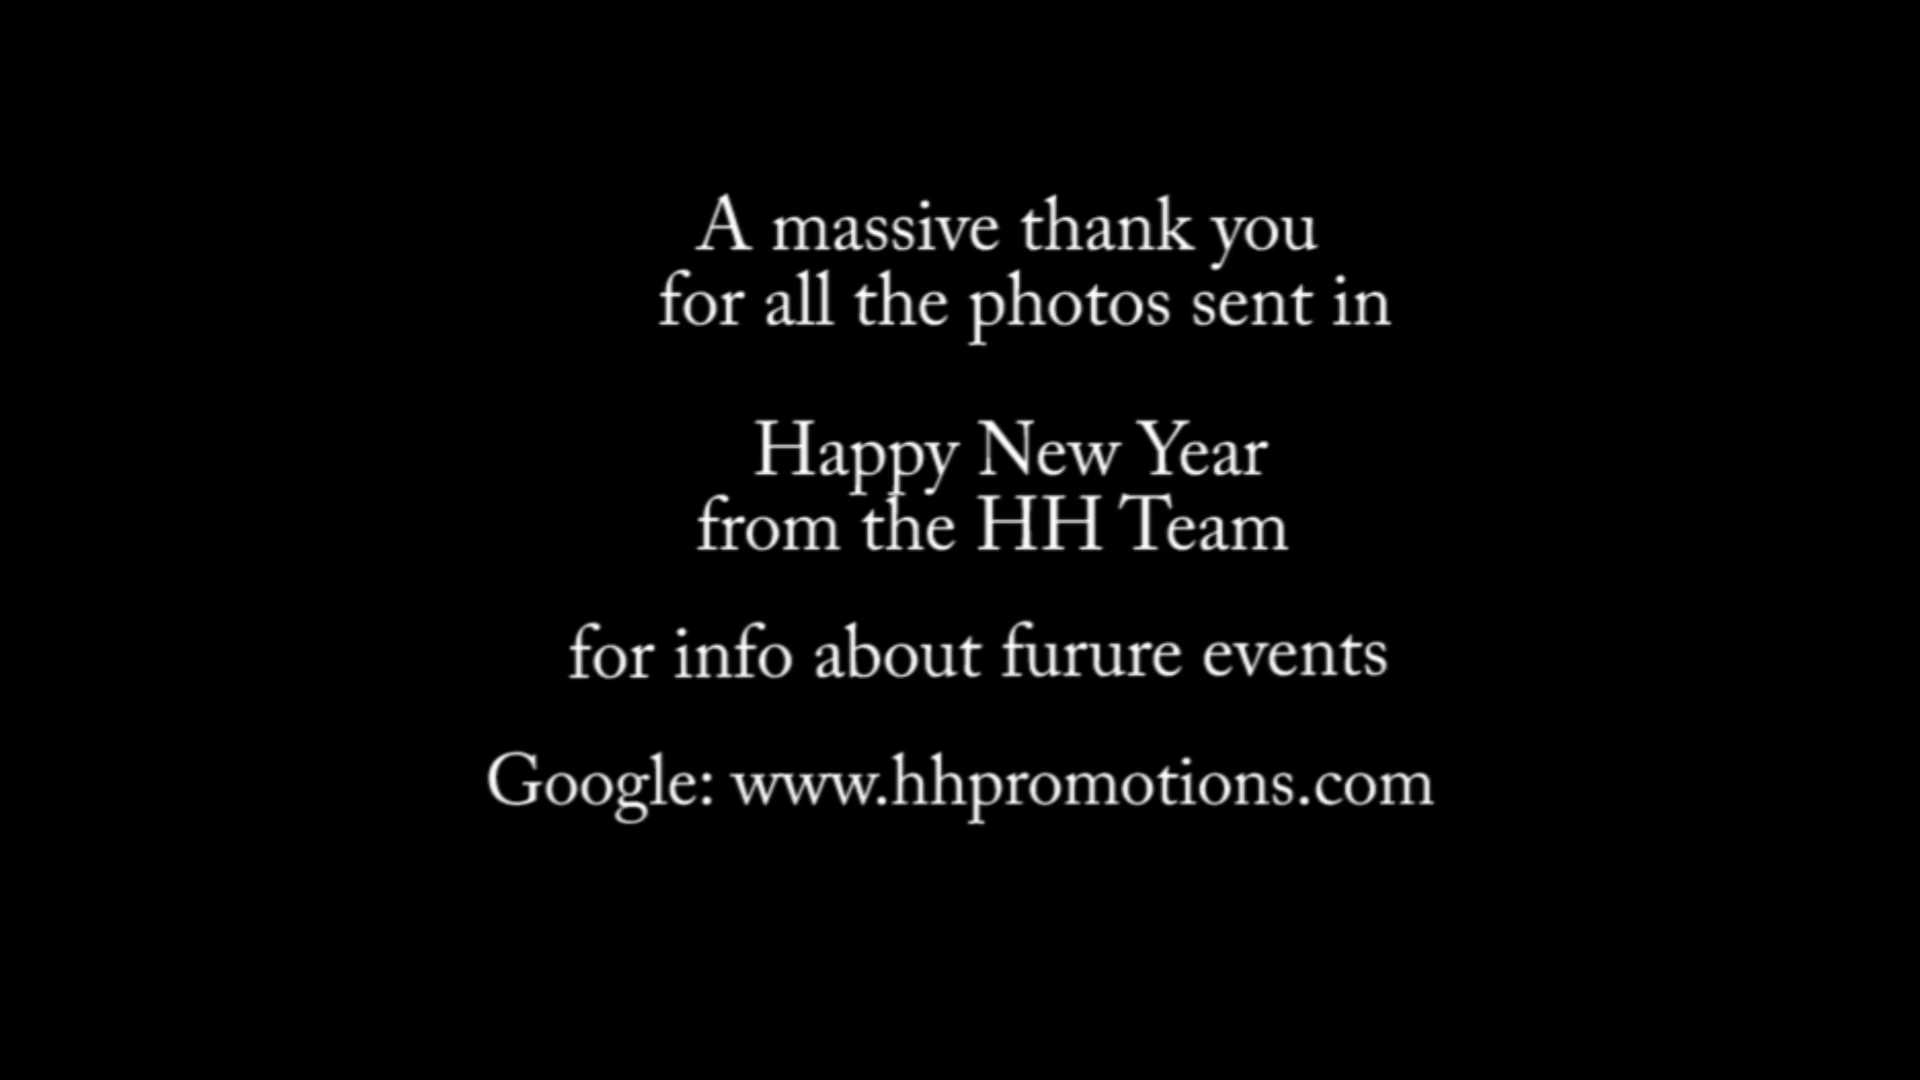 A massive thank you
for all the photos sent in
Happy New Year
from the HH Team
for info about furure events
Google: www.hhpromotions.com